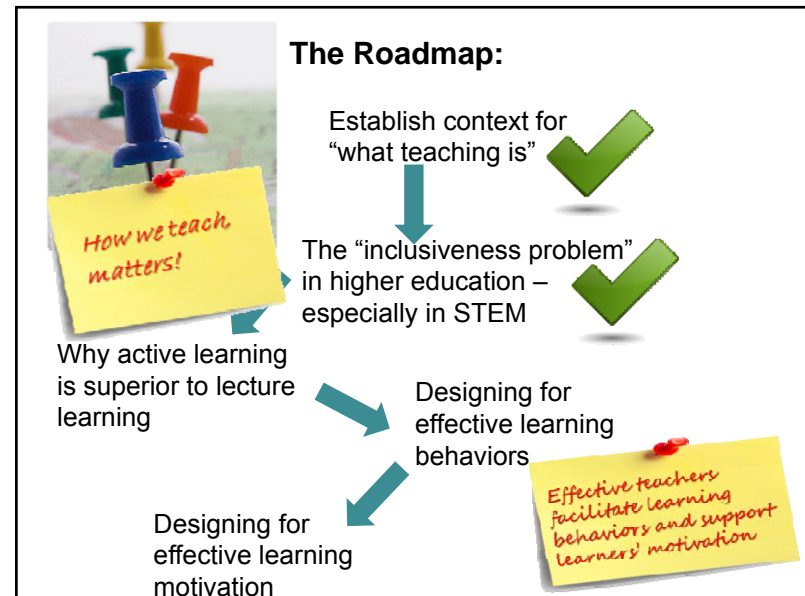 The Roadmap:
Establish context for
“what teaching is”
How we teach
matters!
The “inclusiveness problem”
in higher education –
especially in STEM
Why active learning
is superior to lecture
learning
Designing for
effective learning
behaviors
Effective teachers
facilitate learning
behaviors and support
learners' motivation
Designing for
effective learning
motivation